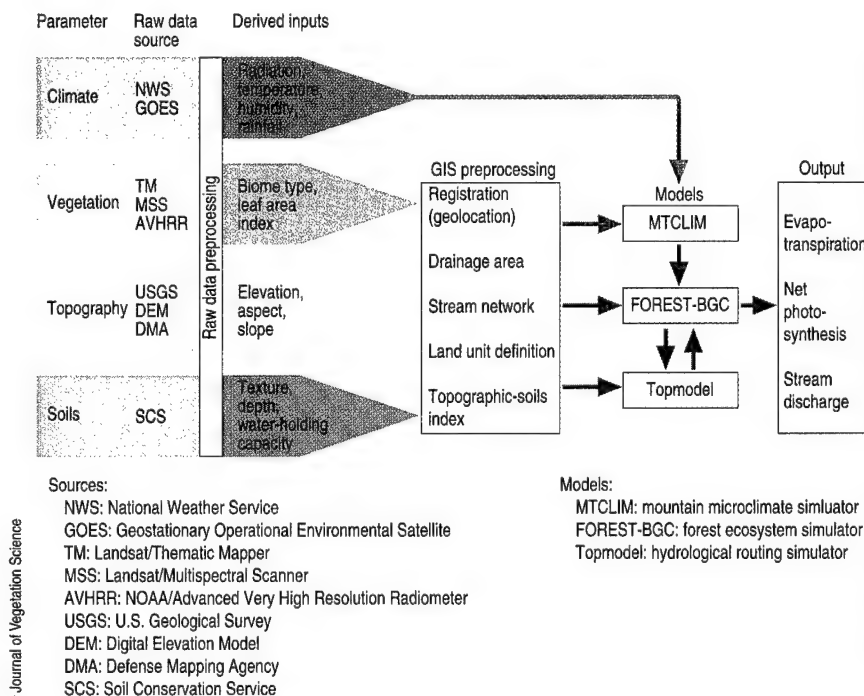 Parameter
Raw data
source
Derived inputs
Climate
NWS
GOES
Radiation,
temperature,
humidity,
rainfall
Vegetation
TM
MSS
AVHRR
Biome type,
leaf area
index
Topography
USGS
DEM
DMA
Elevation,
aspect,
slope
Soils
SCS
Texture,
depth,
water-holding
capacity
Raw data preprocessing
GIS preprocessing
Registration
(geolocation)
Drainage area
Stream network
Land unit definition
Topographic-soils
index
Models
MTCLIM
FOREST-BGC
Topmodel
Output
Evapo-
transpiration
Net
photo-
synthesis
Stream
discharge
Sources:
NWS: National Weather Service
GOES: Geostationary Operational Environmental Satellite
TM: Landsat/Thematic Mapper
MSS: Landsat/Multispectral Scanner
AVHRR: NOAA/Advanced Very High Resolution Radiometer
USGS: U.S. Geological Survey
DEM: Digital Elevation Model
DMA: Defense Mapping Agency
SCS: Soil Conservation Service
Models:
MTCLIM: mountain microclimate simluator
FOREST-BGC: forest ecosystem simulator
Topmodel: hydrological routing simulator
Journal of Vegetation Science